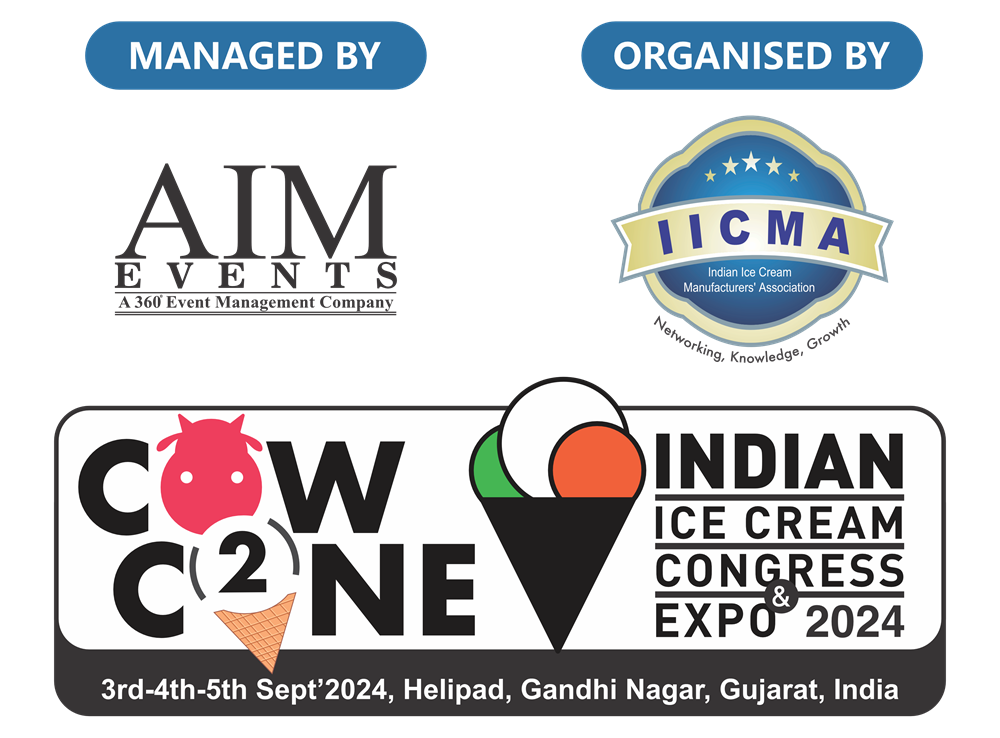 MANAGED BY
ORGANISED BY
AIM
EVENTS
A 360° Event Management Company
IICMA
Indian Ice Cream
Manufacturers' Association
Networking, Knowledge, Growth
COW
2
CONE
INDIAN
ICE CREAM
CONGRESS
&
EXPO 2024
3rd-4th-5th Sept'2024, Helipad, Gandhi Nagar, Gujarat, India